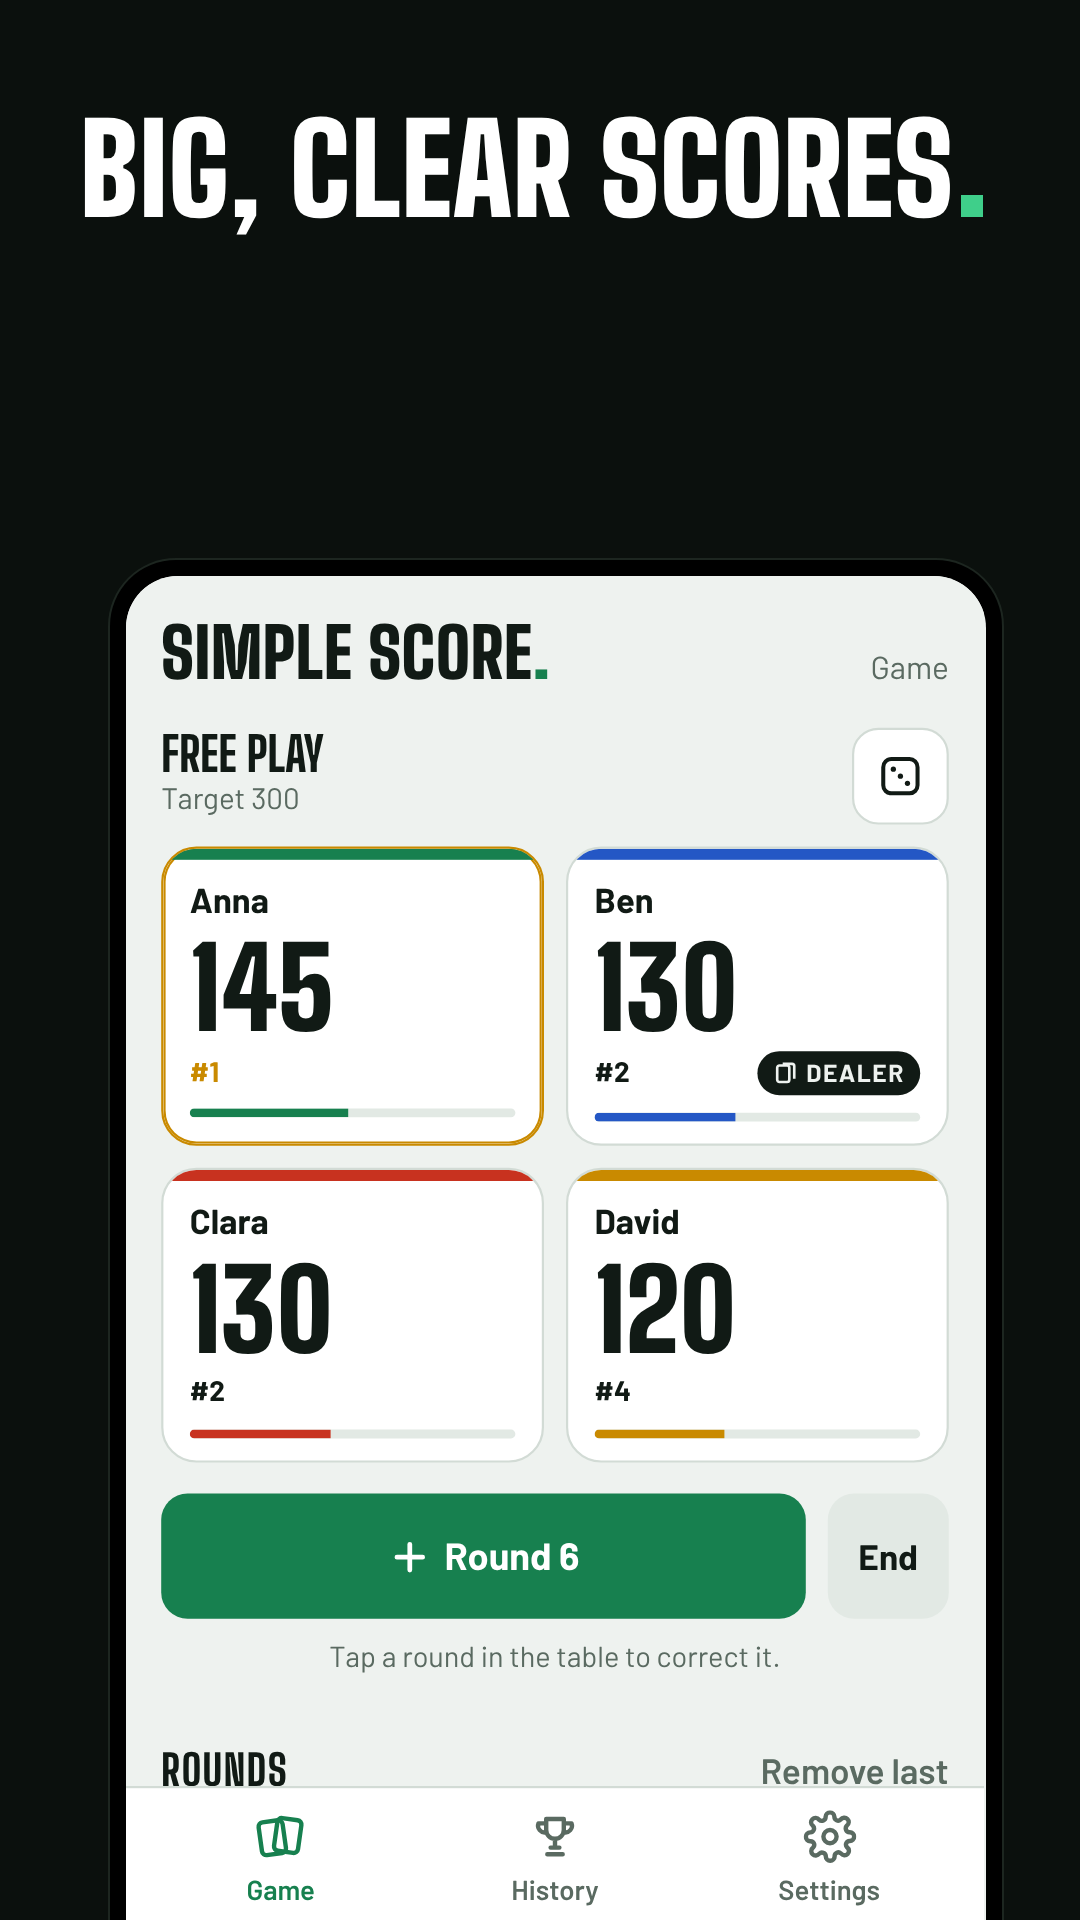 BIG, CLEAR SCORES.
SIMPLE SCORE.
Game
FREE PLAY
Target 300
Anna
145
#1
Ben
130
#2
DEALER
Clara
130
#2
David
120
#4
+ Round 6
End
Tap a round in the table to correct it.
ROUNDS
Remove last
Game
History
Settings